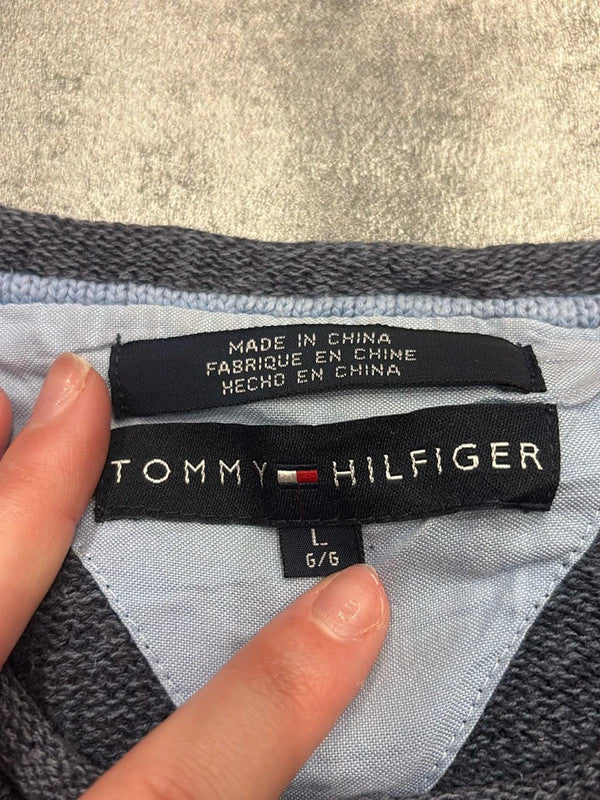 MADE IN CHINA
FABRIQUE EN CHINE
HECHO EN CHINA
TOMMY HILFIGER
L
G/G